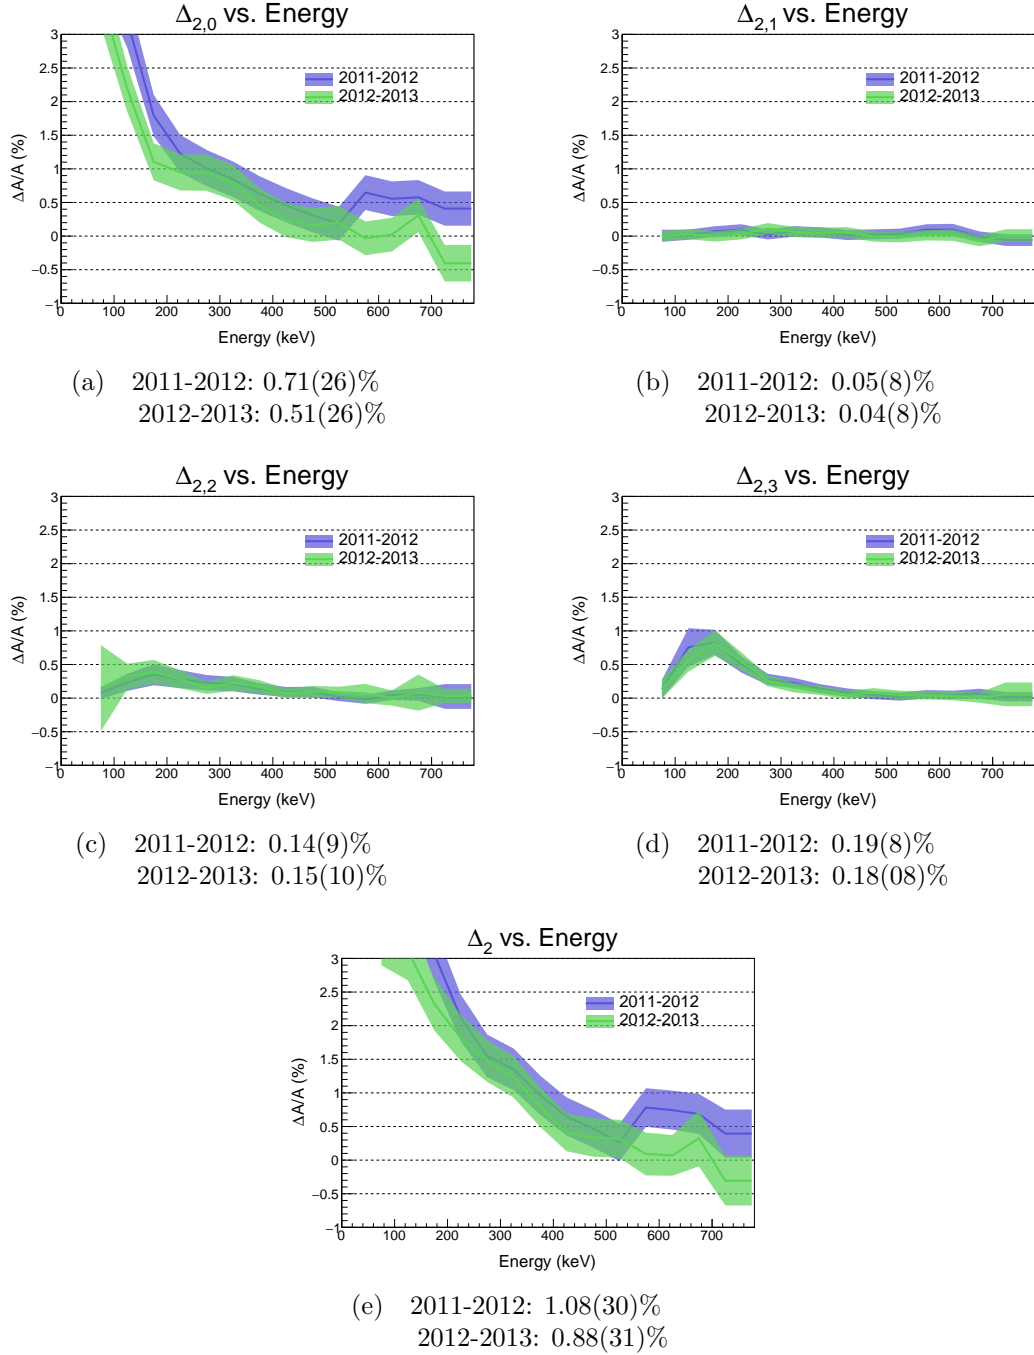 Δ2,0 vs. Energy
ΔA/A (%)
3
2.5
2
1.5
1
0.5
0
−0.5
−1
2011-2012
2012-2013
0 100 200 300 400 500 600 700
Energy (keV)
(a) 2011-2012: 0.71(26)%
2012-2013: 0.51(26)%
Δ2,1 vs. Energy
ΔA/A (%)
3
2.5
2
1.5
1
0.5
0
−0.5
−1
2011-2012
2012-2013
0 100 200 300 400 500 600 700
Energy (keV)
(b) 2011-2012: 0.05(8)%
2012-2013: 0.04(8)%
Δ2,2 vs. Energy
ΔA/A (%)
3
2.5
2
1.5
1
0.5
0
−0.5
−1
2011-2012
2012-2013
0 100 200 300 400 500 600 700
Energy (keV)
(c) 2011-2012: 0.14(9)%
2012-2013: 0.15(10)%
Δ2,3 vs. Energy
ΔA/A (%)
3
2.5
2
1.5
1
0.5
0
−0.5
−1
2011-2012
2012-2013
0 100 200 300 400 500 600 700
Energy (keV)
(d) 2011-2012: 0.19(8)%
2012-2013: 0.18(08)%
Δ2 vs. Energy
ΔA/A (%)
3
2.5
2
1.5
1
0.5
0
−0.5
−1
2011-2012
2012-2013
0 100 200 300 400 500 600 700
Energy (keV)
(e) 2011-2012: 1.08(30)%
2012-2013: 0.88(31)%